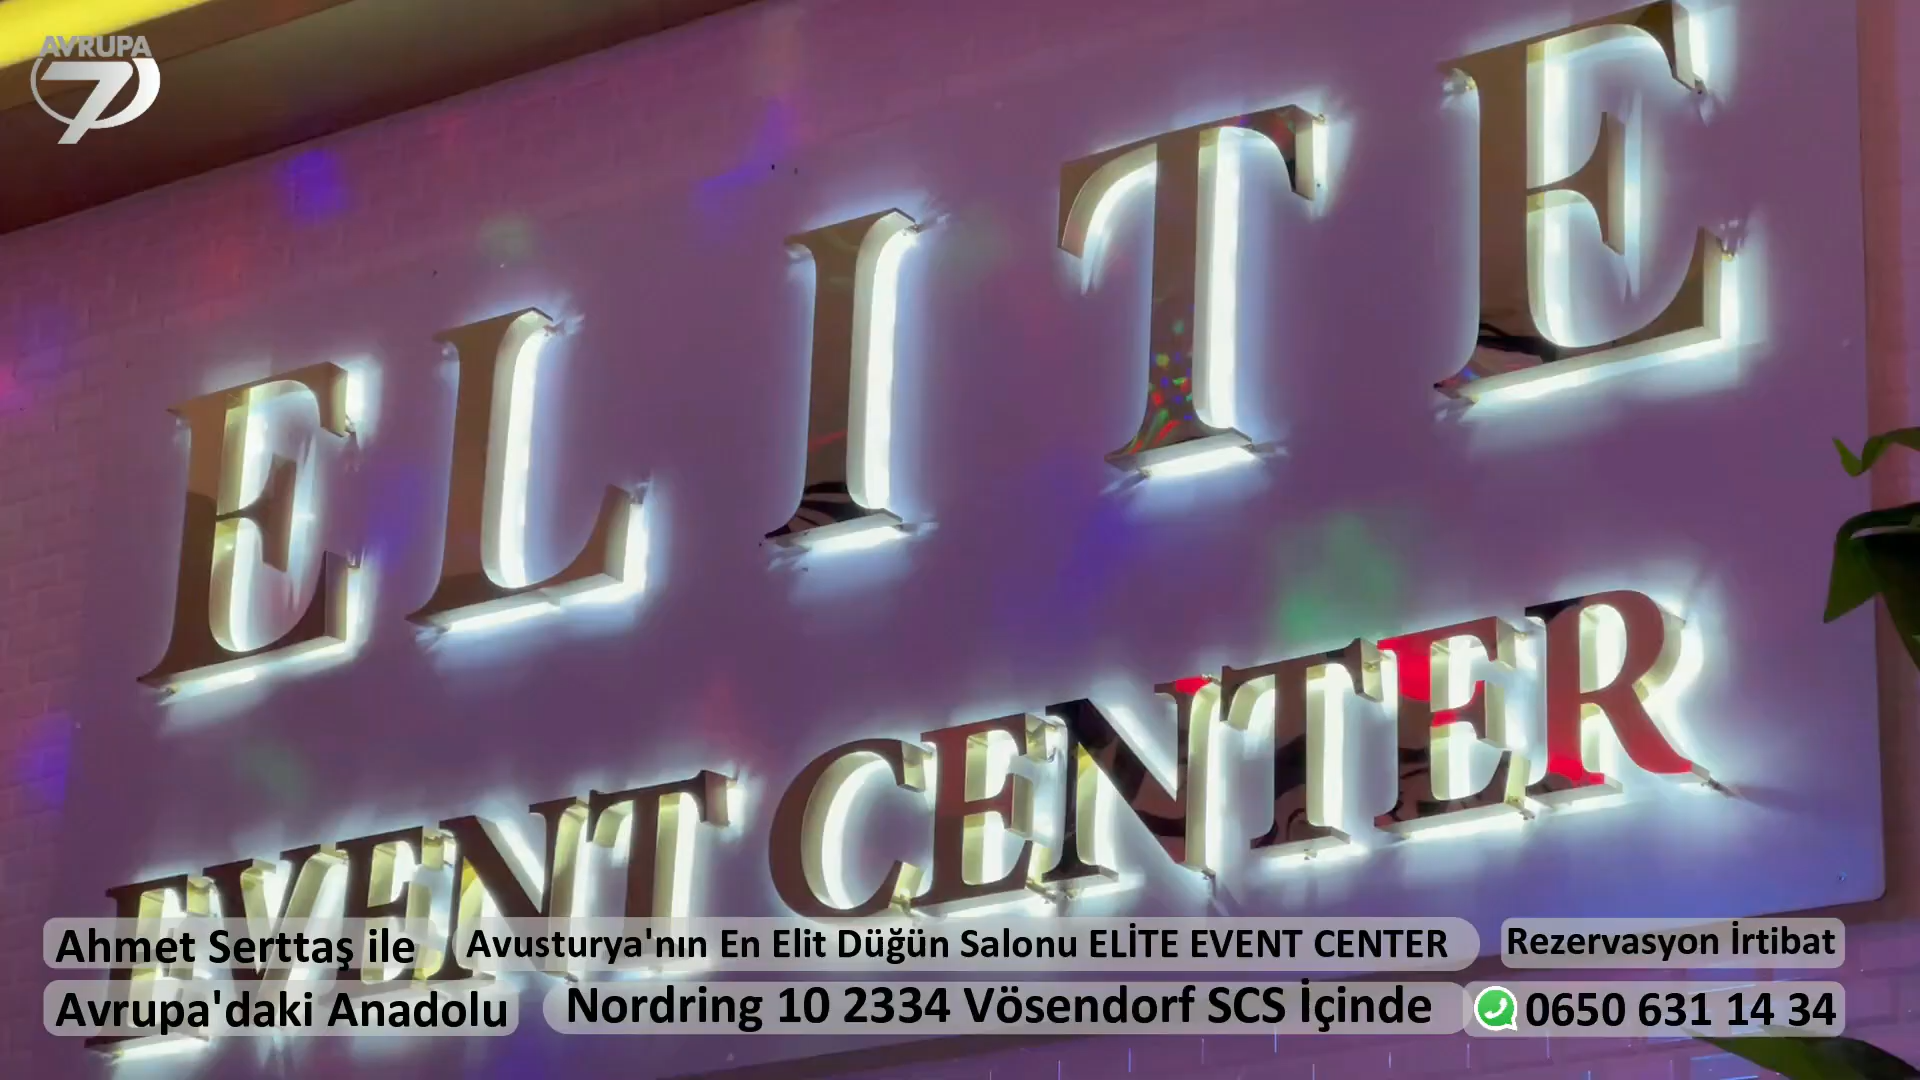 AVRUPA
7
ELITE
EVENT CENTER
Ahmet Serttaş ile
Avusturya'nın En Elit Düğün Salonu ELİTE EVENT CENTER
Rezervasyon İrtibat
Avrupa'daki Anadolu
Nordring 10 2334 Vösendorf SCS İçinde
0650 631 14 34